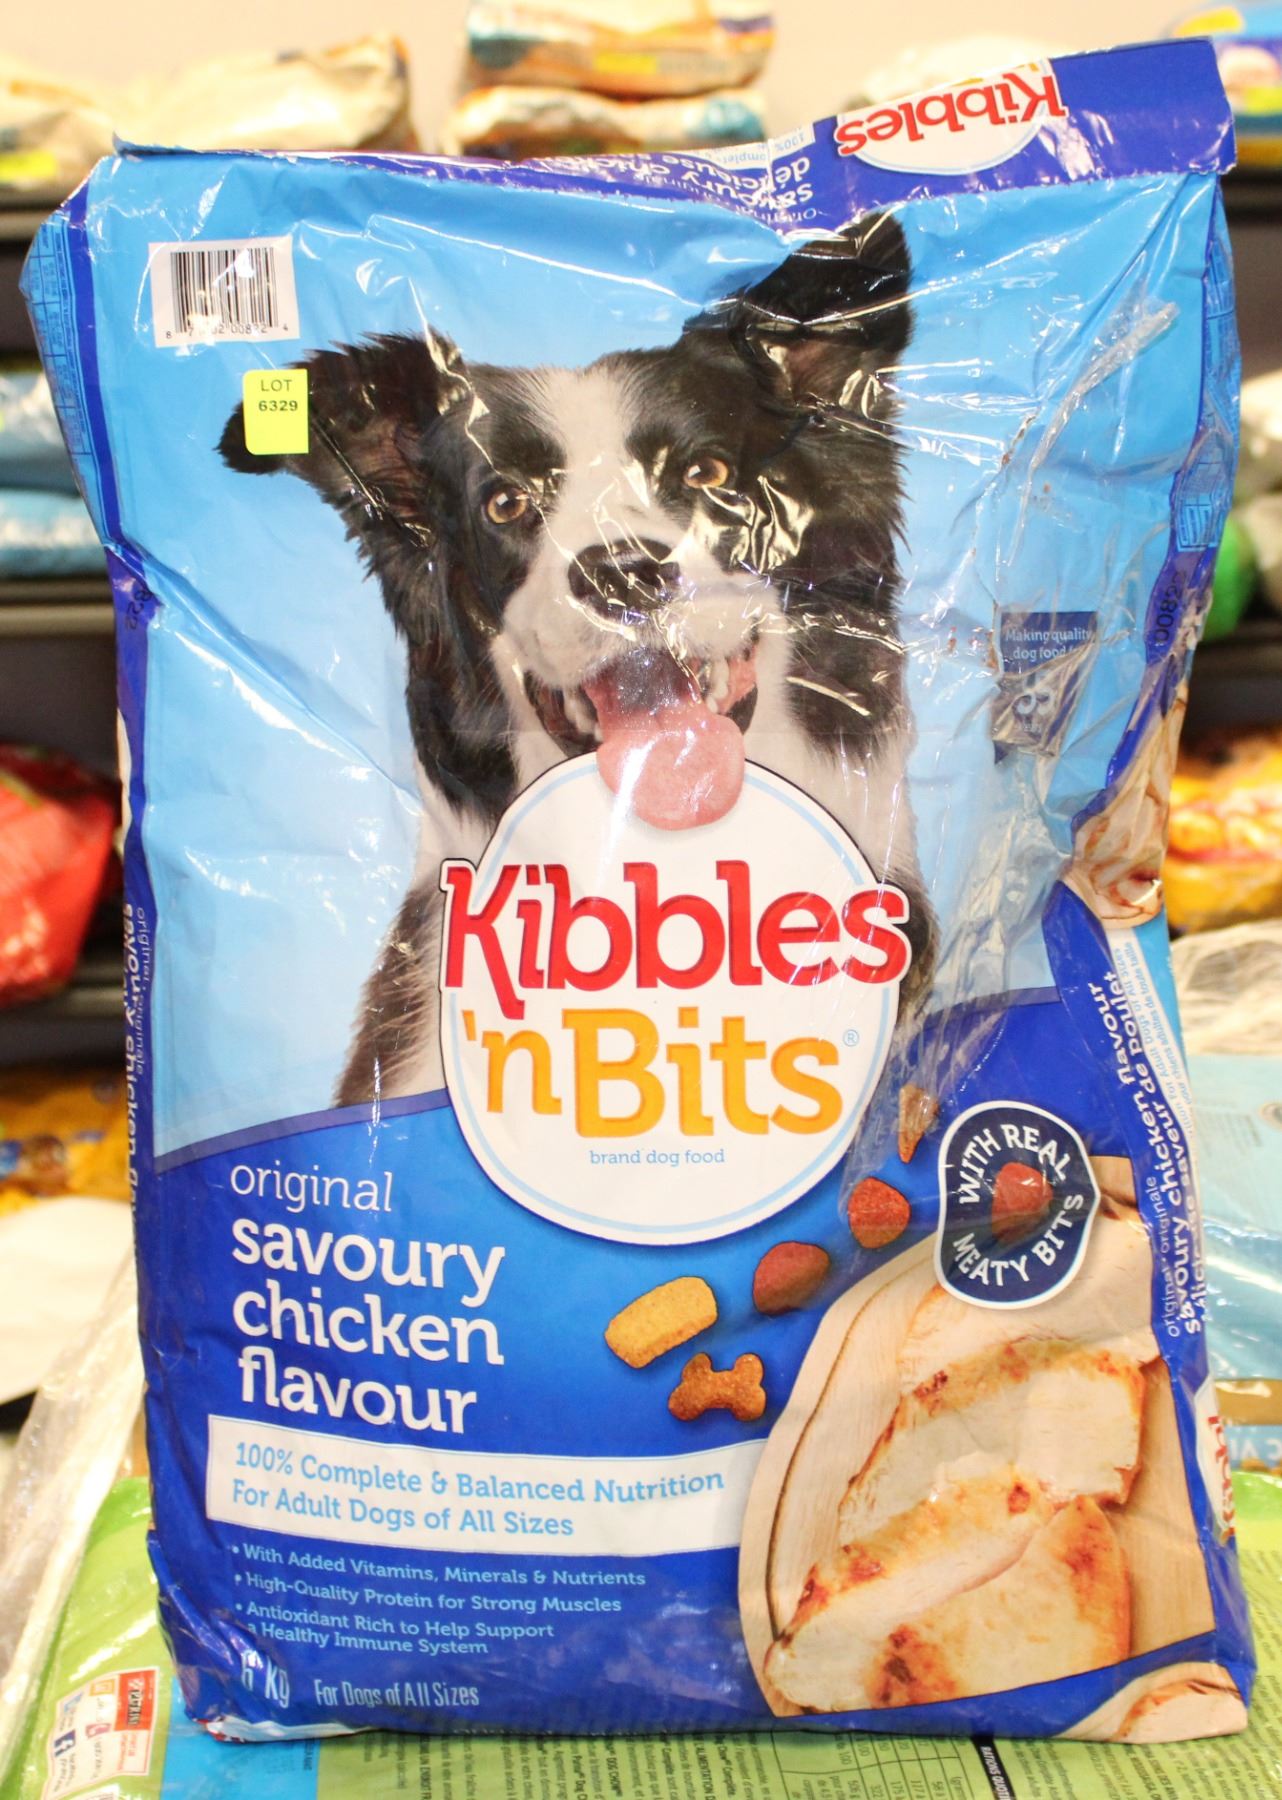 Kibbles
LOT
6329
Making quality
dog food
Kibbles
'n Bits®
brand dog food
WITH REAL
MEATY BITS
original
savoury
chicken
flavour
100% Complete & Balanced Nutrition
For Adult Dogs of All Sizes
• With Added Vitamins, Minerals & Nutrients
• High-Quality Protein for Strong Muscles
• Antioxidant Rich to Help Support
a Healthy Immune System
kg For Dogs of All Sizes
original · originale
savoury chicken flavour